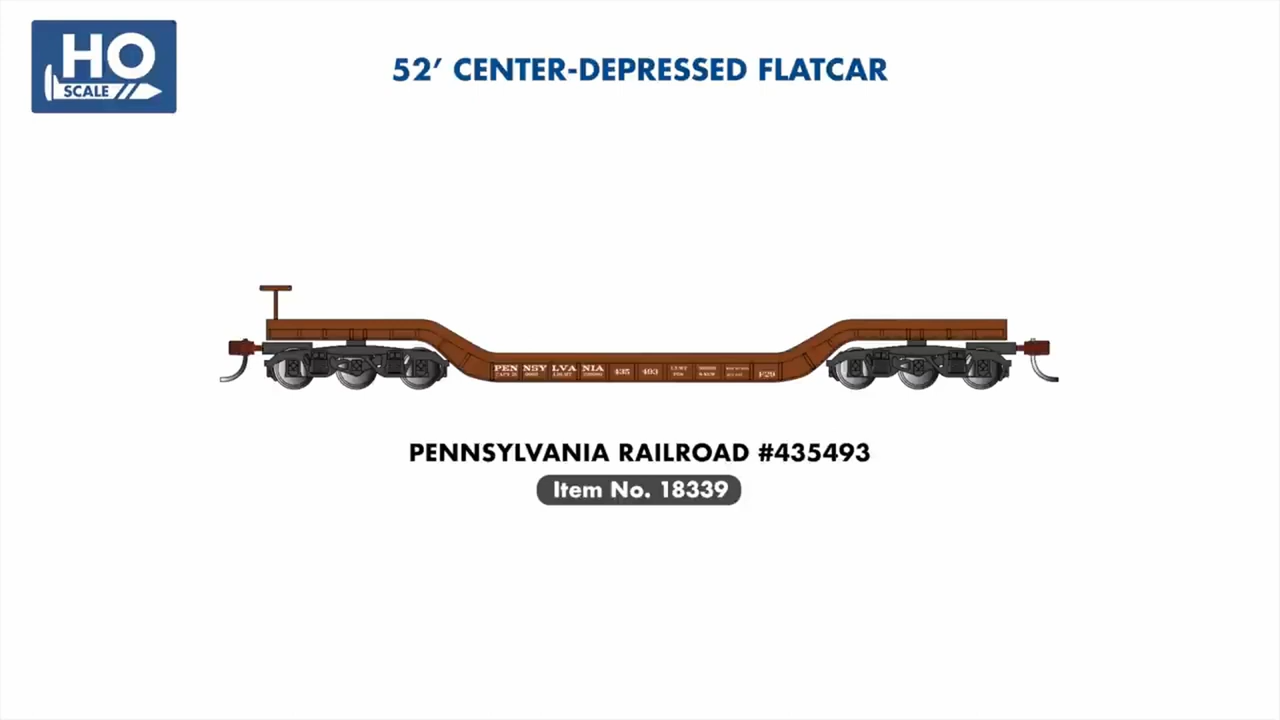 HO
SCALE
52′ CENTER-DEPRESSED FLATCAR
PENNSYLVANIA 435 493 F29
PENNSYLVANIA RAILROAD #435493
Item No. 18339